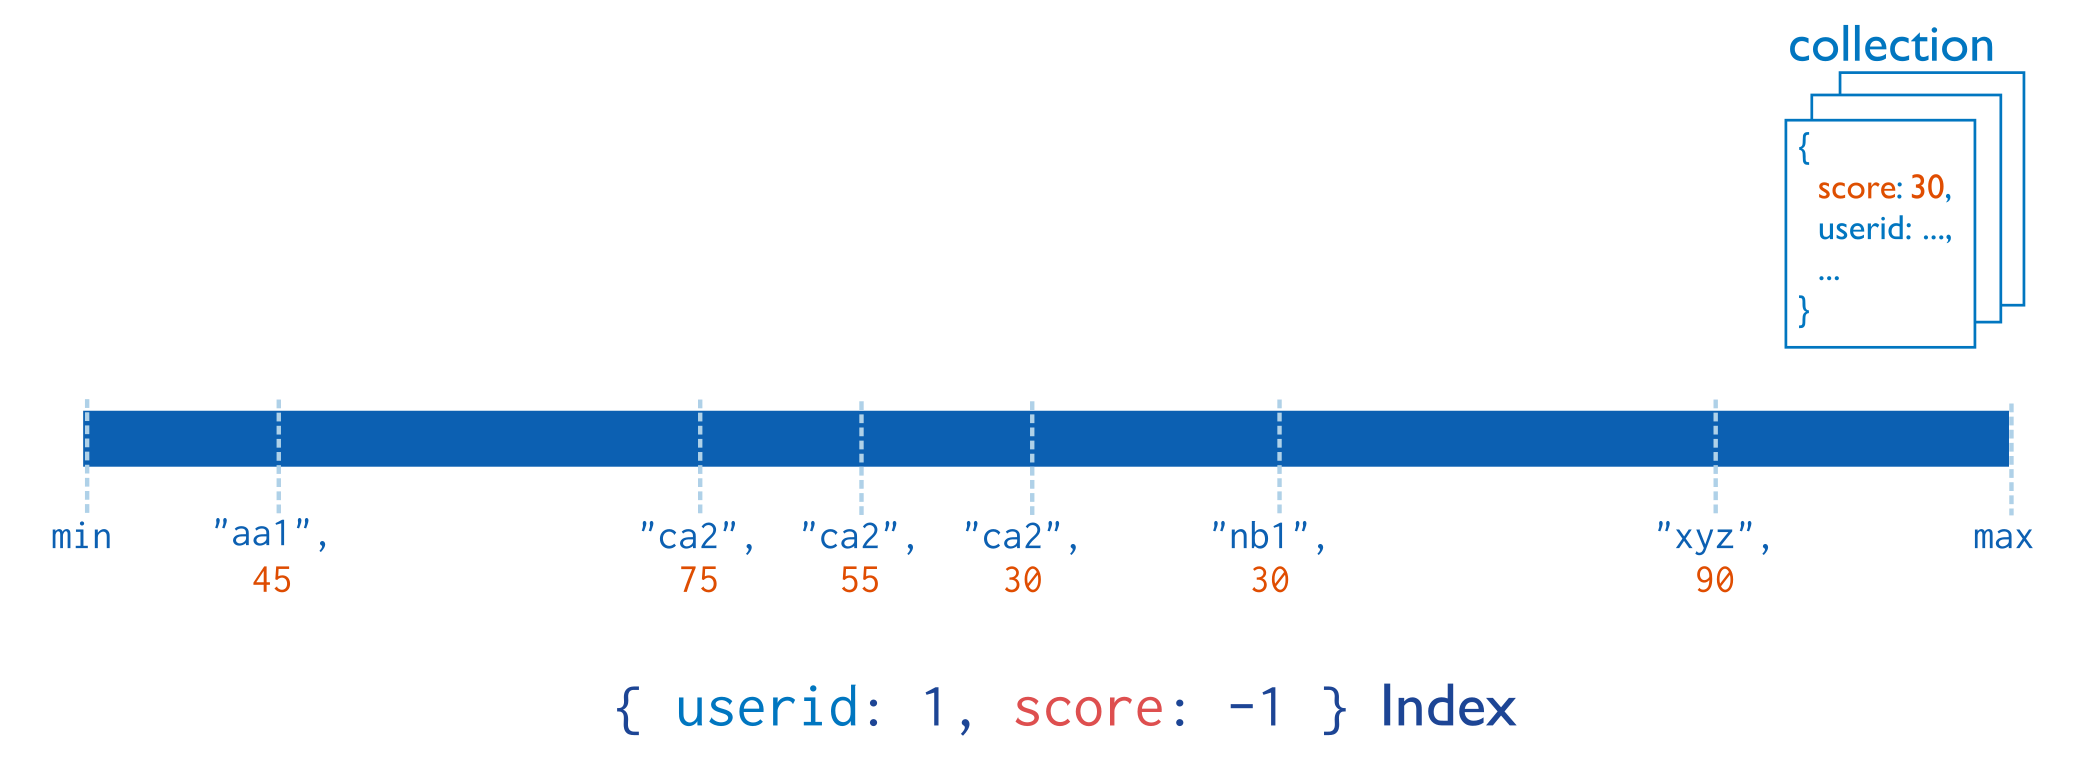 collection
{
score: 30,
userid: ...,
...
}
min "aa1", "ca2", "ca2", "ca2", "nb1", "xyz", max
45 75 55 30 30 90
{ userid: 1, score: -1 } Index